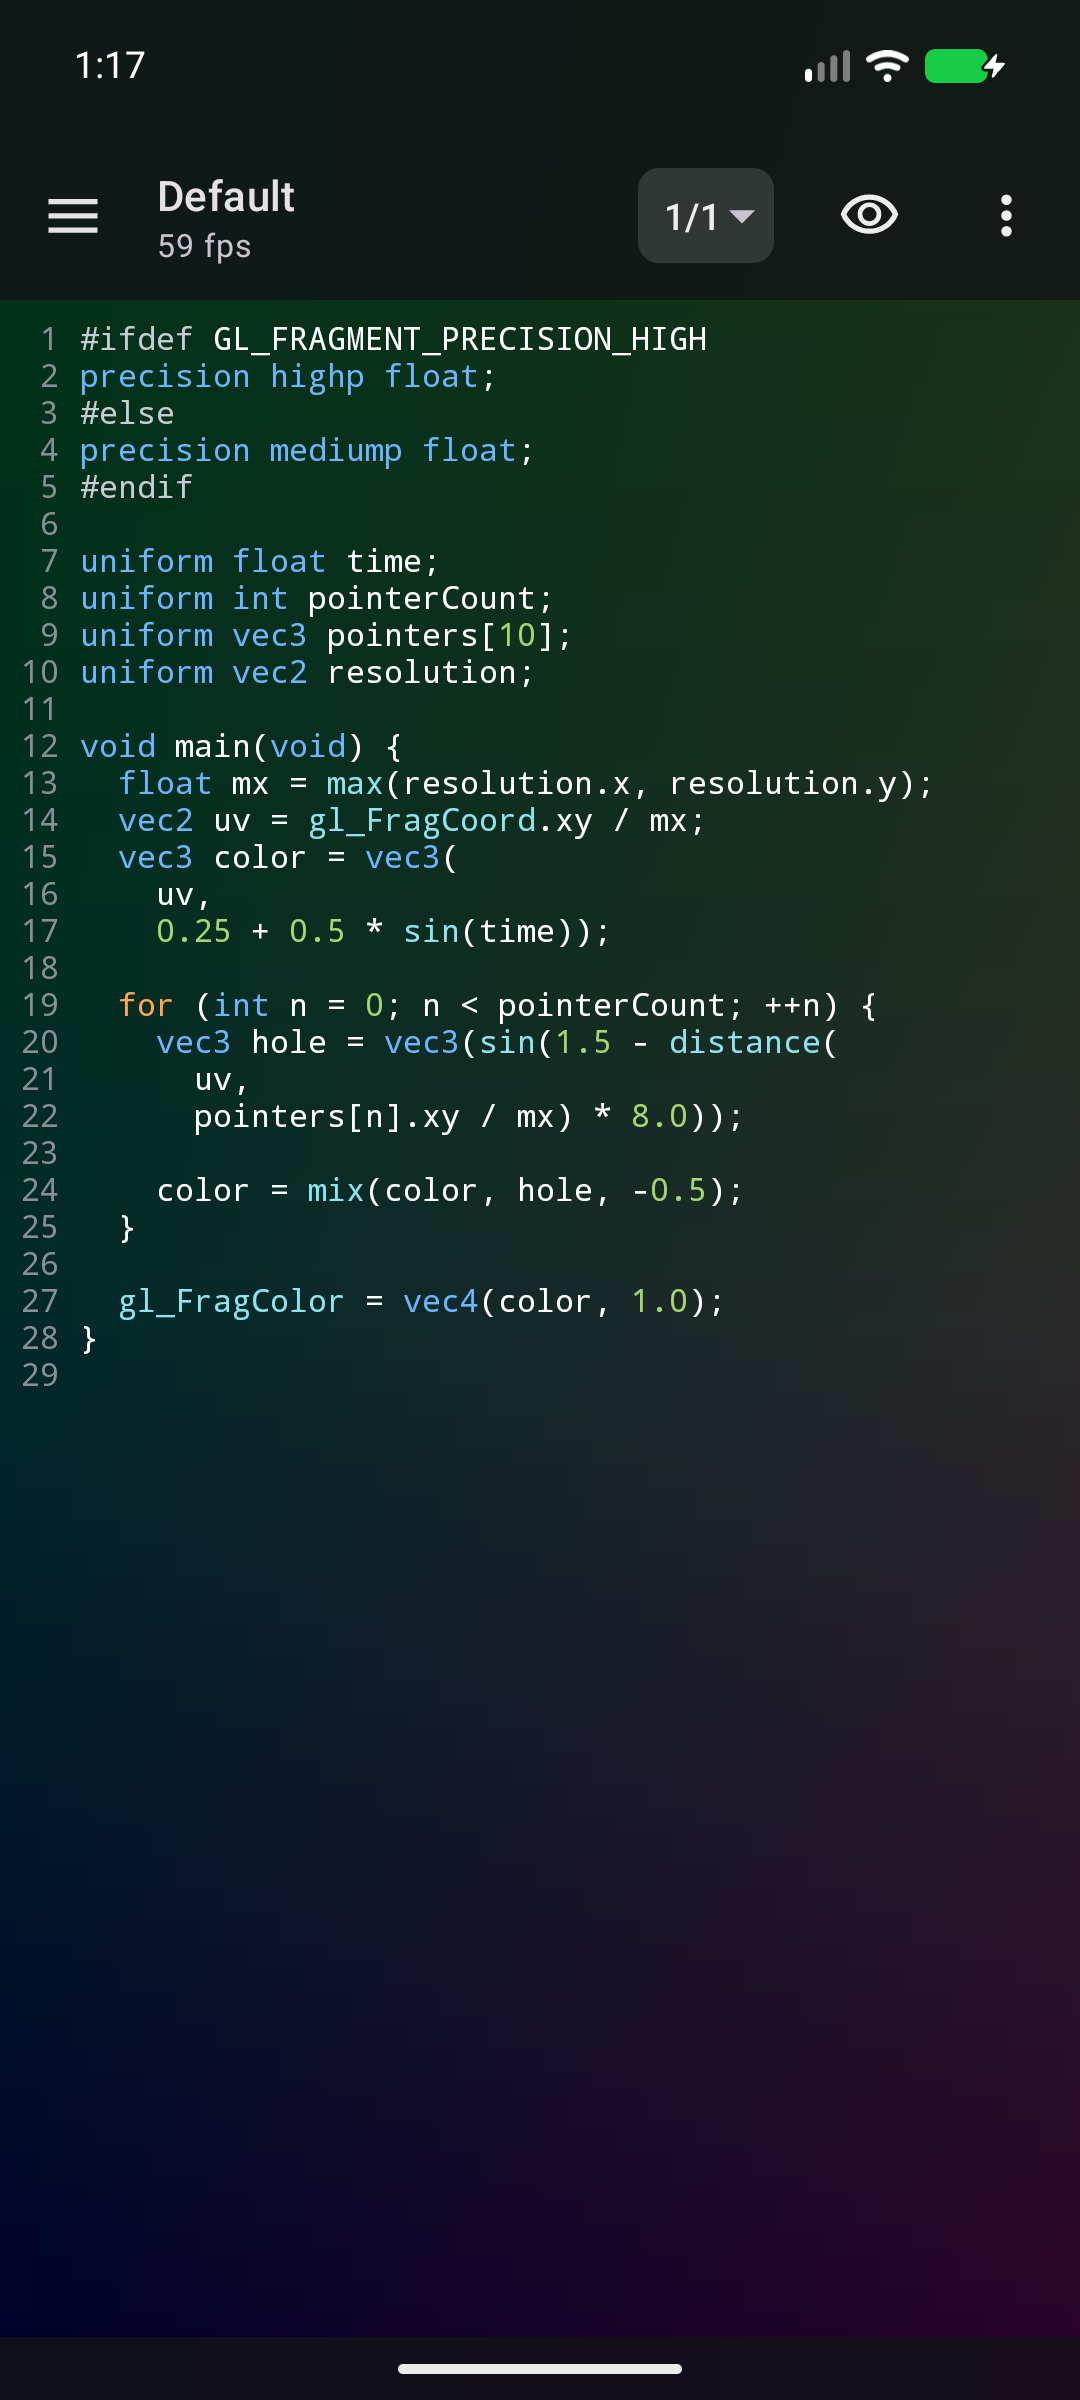 1:17
Default
59 fps
1/1
1 #ifdef GL_FRAGMENT_PRECISION_HIGH
2 precision highp float;
3 #else
4 precision mediump float;
5 #endif
6
7 uniform float time;
8 uniform int pointerCount;
9 uniform vec3 pointers[10];
10 uniform vec2 resolution;
11
12 void main(void) {
13   float mx = max(resolution.x, resolution.y);
14   vec2 uv = gl_FragCoord.xy / mx;
15   vec3 color = vec3(
16     uv,
17     0.25 + 0.5 * sin(time));
18
19   for (int n = 0; n < pointerCount; ++n) {
20     vec3 hole = vec3(sin(1.5 - distance(
21       uv,
22       pointers[n].xy / mx) * 8.0));
23
24     color = mix(color, hole, -0.5);
25   }
26
27   gl_FragColor = vec4(color, 1.0);
28 }
29